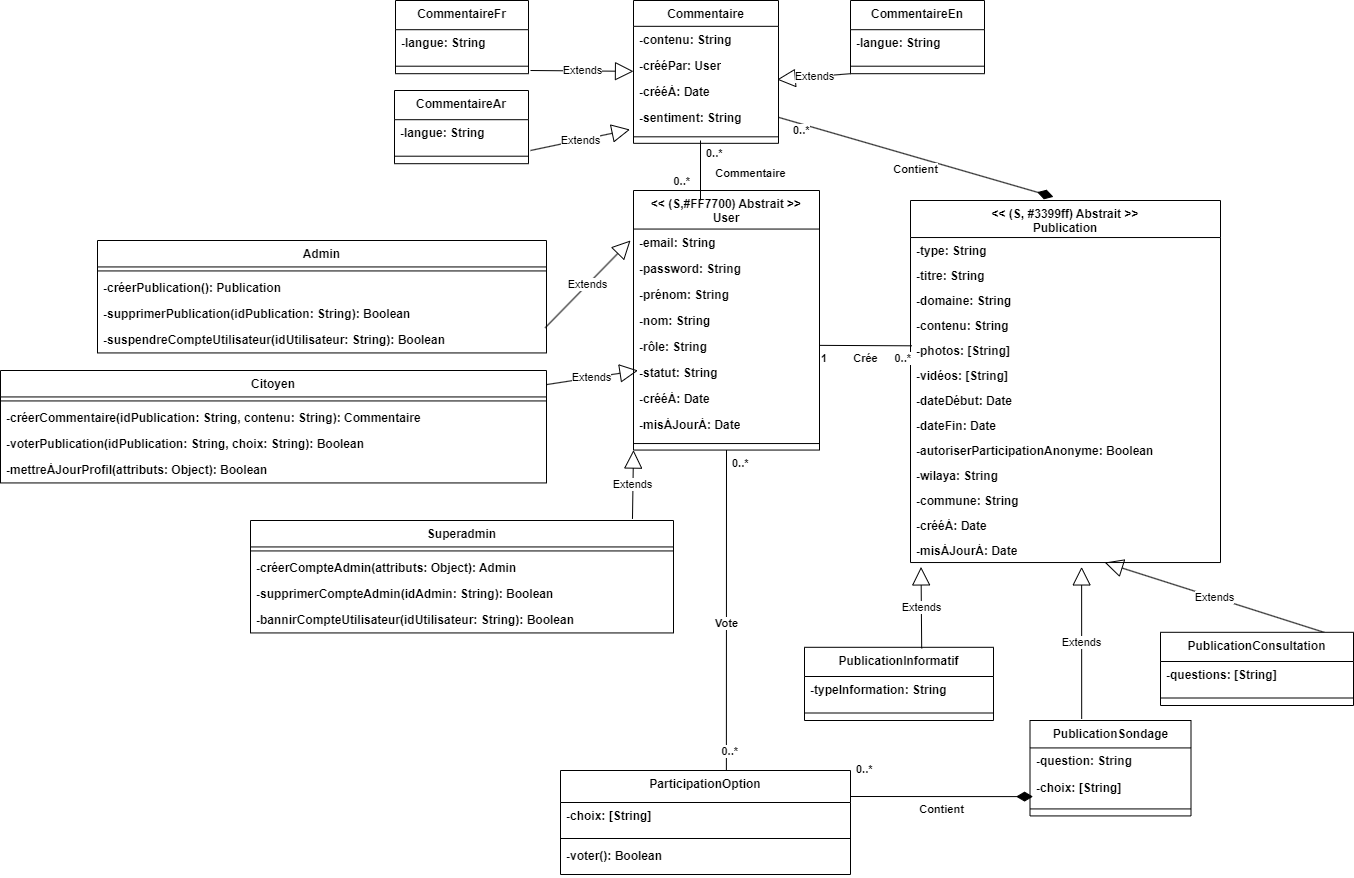 CommentaireFr
-langue: String
Commentaire
-contenu: String
-crééPar: User
-crééÀ: Date
-sentiment: String
CommentaireEn
-langue: String
Extends
Extends
CommentaireAr
-langue: String
Extends
0..*
0..*
Commentaire
0..*
Contient
<< (S,#FF7700) Abstrait >>
User
-email: String
-password: String
-prénom: String
-nom: String
-rôle: String
-statut: String
-crééÀ: Date
-misÀJourÀ: Date
<< (S, #3399ff) Abstrait >>
Publication
-type: String
-titre: String
-domaine: String
-contenu: String
-photos: [String]
-vidéos: [String]
-dateDébut: Date
-dateFin: Date
-autoriserParticipationAnonyme: Boolean
-wilaya: String
-commune: String
-crééÀ: Date
-misÀJourÀ: Date
Admin
-créerPublication(): Publication
-supprimerPublication(idPublication: String): Boolean
-suspendreCompteUtilisateur(idUtilisateur: String): Boolean
Extends
1
Crée
0..*
Citoyen
-créerCommentaire(idPublication: String, contenu: String): Commentaire
-voterPublication(idPublication: String, choix: String): Boolean
-mettreÀJourProfil(attributs: Object): Boolean
Extends
0..*
Extends
Superadmin
-créerCompteAdmin(attributs: Object): Admin
-supprimerCompteAdmin(idAdmin: String): Boolean
-bannirCompteUtilisateur(idUtilisateur: String): Boolean
Vote
Extends
Extends
Extends
PublicationInformatif
-typeInformation: String
PublicationConsultation
-questions: [String]
PublicationSondage
-question: String
-choix: [String]
0..*
0..*
Contient
ParticipationOption
-choix: [String]
-voter(): Boolean